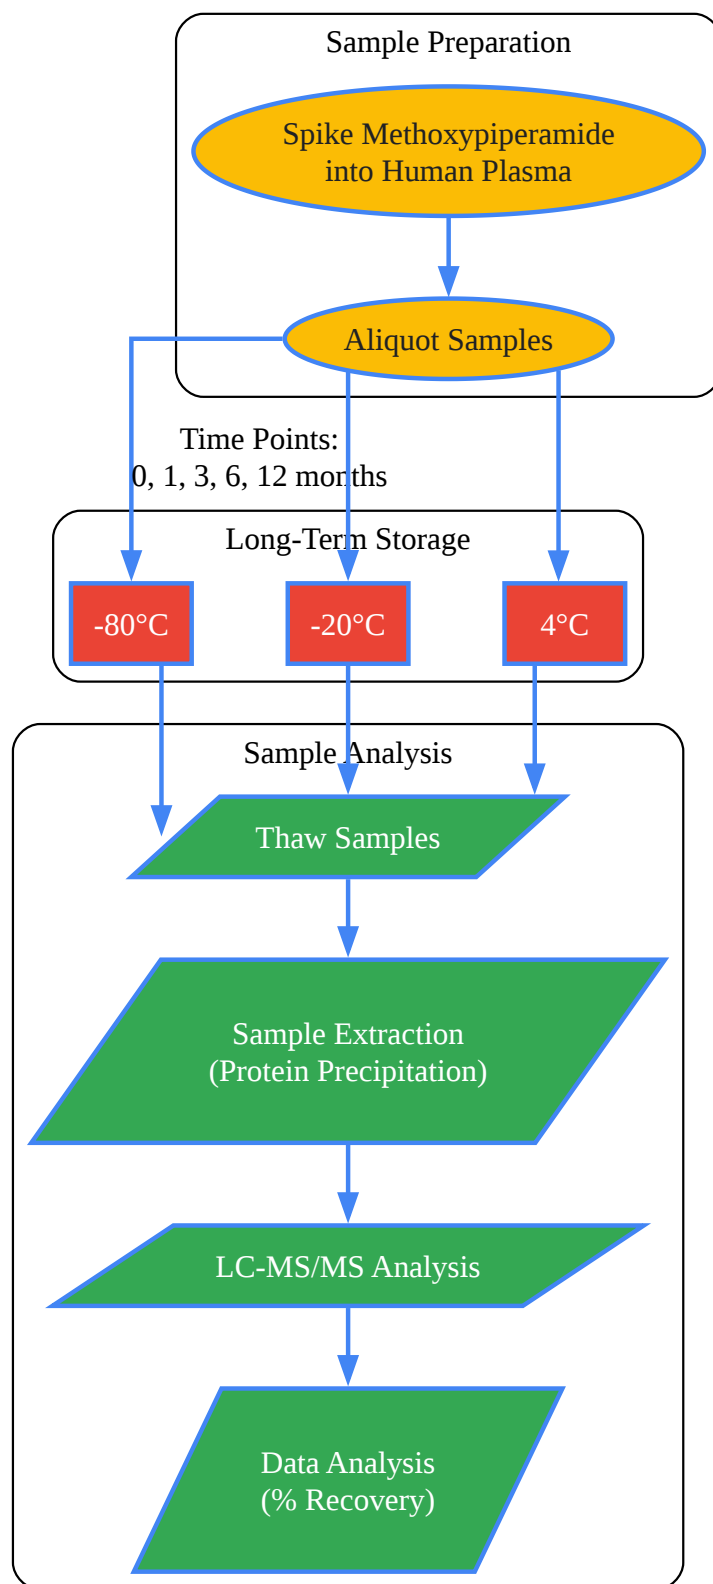 Sample Preparation
Spike Methoxypiperamide
into Human Plasma
Aliquot Samples
Time Points:
0, 1, 3, 6, 12 months
Long-Term Storage
-80°C
-20°C
4°C
Sample Analysis
Thaw Samples
Sample Extraction
(Protein Precipitation)
LC-MS/MS Analysis
Data Analysis
(% Recovery)